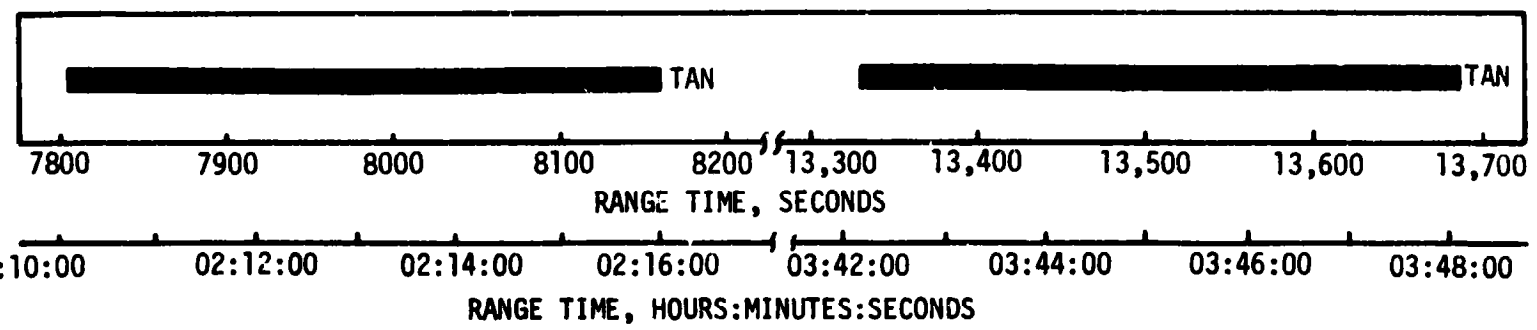 TAN TAN
7800 7900 8000 8100 8200 13,300 13,400 13,500 13,600 13,700
RANGE TIME, SECONDS
:10:00 02:12:00 02:14:00 02:16:00 03:42:00 03:44:00 03:46:00 03:48:00
RANGE TIME, HOURS:MINUTES:SECONDS